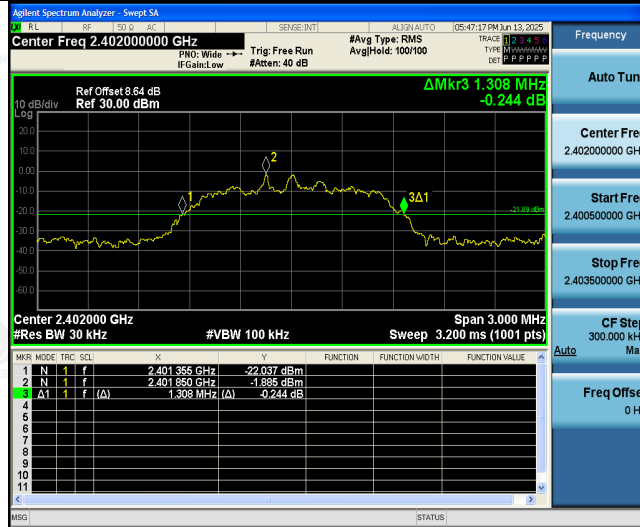 Agilent Spectrum Analyzer - Swept SA
LXI RL RF 50 Ω AC SENSE:INT ALIGN AUTO 05:47:17 PM Jun 13, 2025
Center Freq 2.402000000 GHz
PNO: Wide
IFGain:Low
Trig: Free Run
#Atten: 40 dB
#Avg Type: RMS
Avg|Hold: 100/100
TRACE 1 2 3 4 5 6
TYPE M
DET P P P P P P
Frequency
Auto Tun
Center Fre
2.402000000 GH
Start Fre
2.400500000 GH
Stop Fre
2.403500000 GH
CF Ste
300.000 kH
Auto Ma
Freq Offse
0 H
Ref Offset 8.64 dB
Ref 30.00 dBm
10 dB/div
Log
ΔMkr3 1.308 MHz
-0.244 dB
20.0
10.0
0.00
-10.0
-20.0
-30.0
-40.0
-50.0
-60.0
1
2
3Δ1
-21.89 dBm
Center 2.402000 GHz Span 3.000 MHz
#Res BW 30 kHz #VBW 100 kHz Sweep 3.200 ms (1001 pts)
MKR MODE TRC SCL X Y FUNCTION FUNCTION WIDTH FUNCTION VALUE
1 N 1 f 2.401 355 GHz -22.037 dBm
2 N 1 f 2.401 850 GHz -1.885 dBm
3 Δ1 1 f (Δ) 1.308 MHz (Δ) -0.244 dB
4
5
6
7
8
9
10
11
MSG STATUS